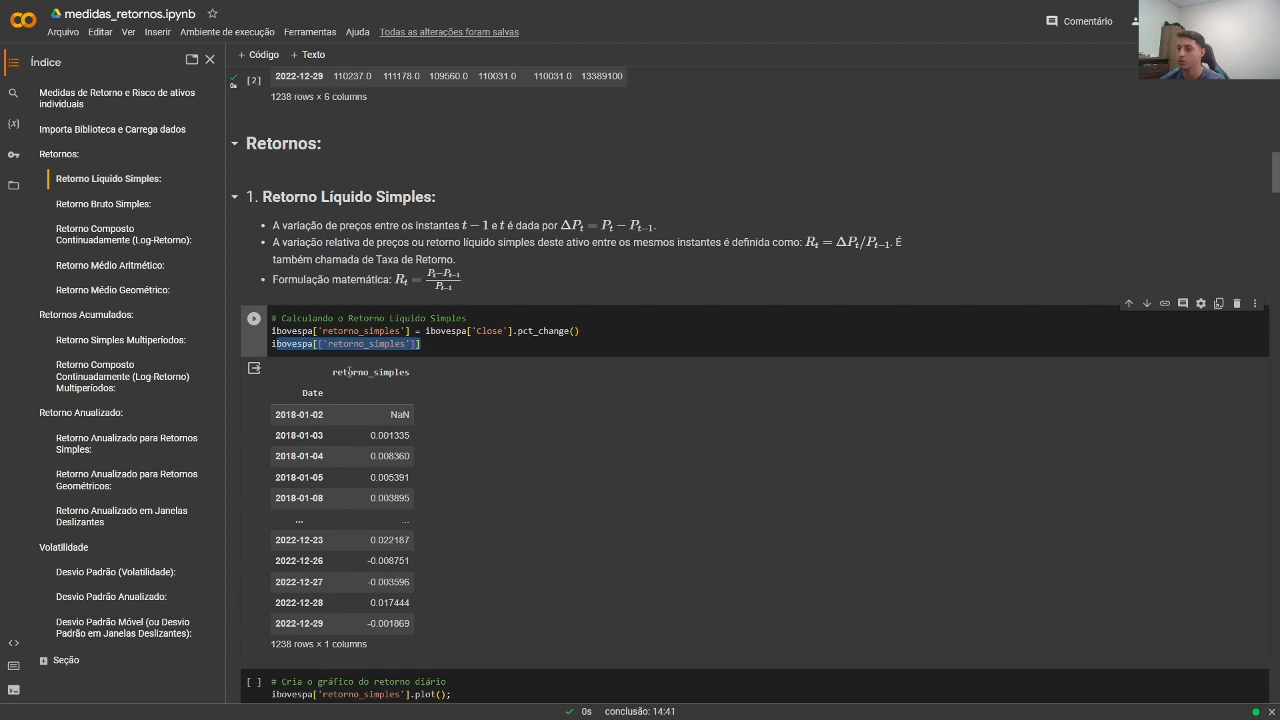 medidas_retornos.ipynb
Arquivo Editar Ver Inserir Ambiente de execução Ferramentas Ajuda Todas as alterações foram salvas
Comentário
Índice
Medidas de Retorno e Risco de ativos
individuais
Importa Biblioteca e Carrega dados
Retornos:
Retorno Líquido Simples:
Retorno Bruto Simples:
Retorno Composto
Continuadamente (Log-Retorno):
Retorno Médio Aritmético:
Retorno Médio Geométrico:
Retornos Acumulados:
Retorno Simples Multiperíodos:
Retorno Composto
Continuadamente (Log-Retorno)
Multiperíodos:
Retorno Anualizado:
Retorno Anualizado para Retornos
Simples:
Retorno Anualizado para Retornos
Geométricos:
Retorno Anualizado em Janelas
Deslizantes
Volatilidade
Desvio Padrão (Volatilidade):
Desvio Padrão Anualizado:
Desvio Padrão Móvel (ou Desvio
Padrão em Janelas Deslizantes):
Seção
+ Código + Texto
0s [2] 2022-12-29 110237.0 111178.0 109560.0 110031.0 110031.0 13389100
1238 rows × 6 columns
Retornos:
1. Retorno Líquido Simples:
• A variação de preços entre os instantes t − 1 e t é dada por ΔP_t = P_t − P_{t−1}.
• A variação relativa de preços ou retorno líquido simples deste ativo entre os mesmos instantes é definida como: R_t = ΔP_t/P_{t−1}. É
também chamada de Taxa de Retorno.
• Formulação matemática: R_t = (P_t−P_{t−1})/P_{t−1}
# Calculando o Retorno Líquido Simples
ibovespa['retorno_simples'] = ibovespa['Close'].pct_change()
ibovespa[['retorno_simples']]
retorno_simples
Date
2018-01-02 NaN
2018-01-03 0.001335
2018-01-04 0.008360
2018-01-05 0.005391
2018-01-08 0.003895
... ...
2022-12-23 0.022187
2022-12-26 -0.008751
2022-12-27 -0.003596
2022-12-28 0.017444
2022-12-29 -0.001869
1238 rows × 1 columns
[ ] # Cria o gráfico do retorno diário
ibovespa['retorno_simples'].plot();
0s conclusão: 14:41